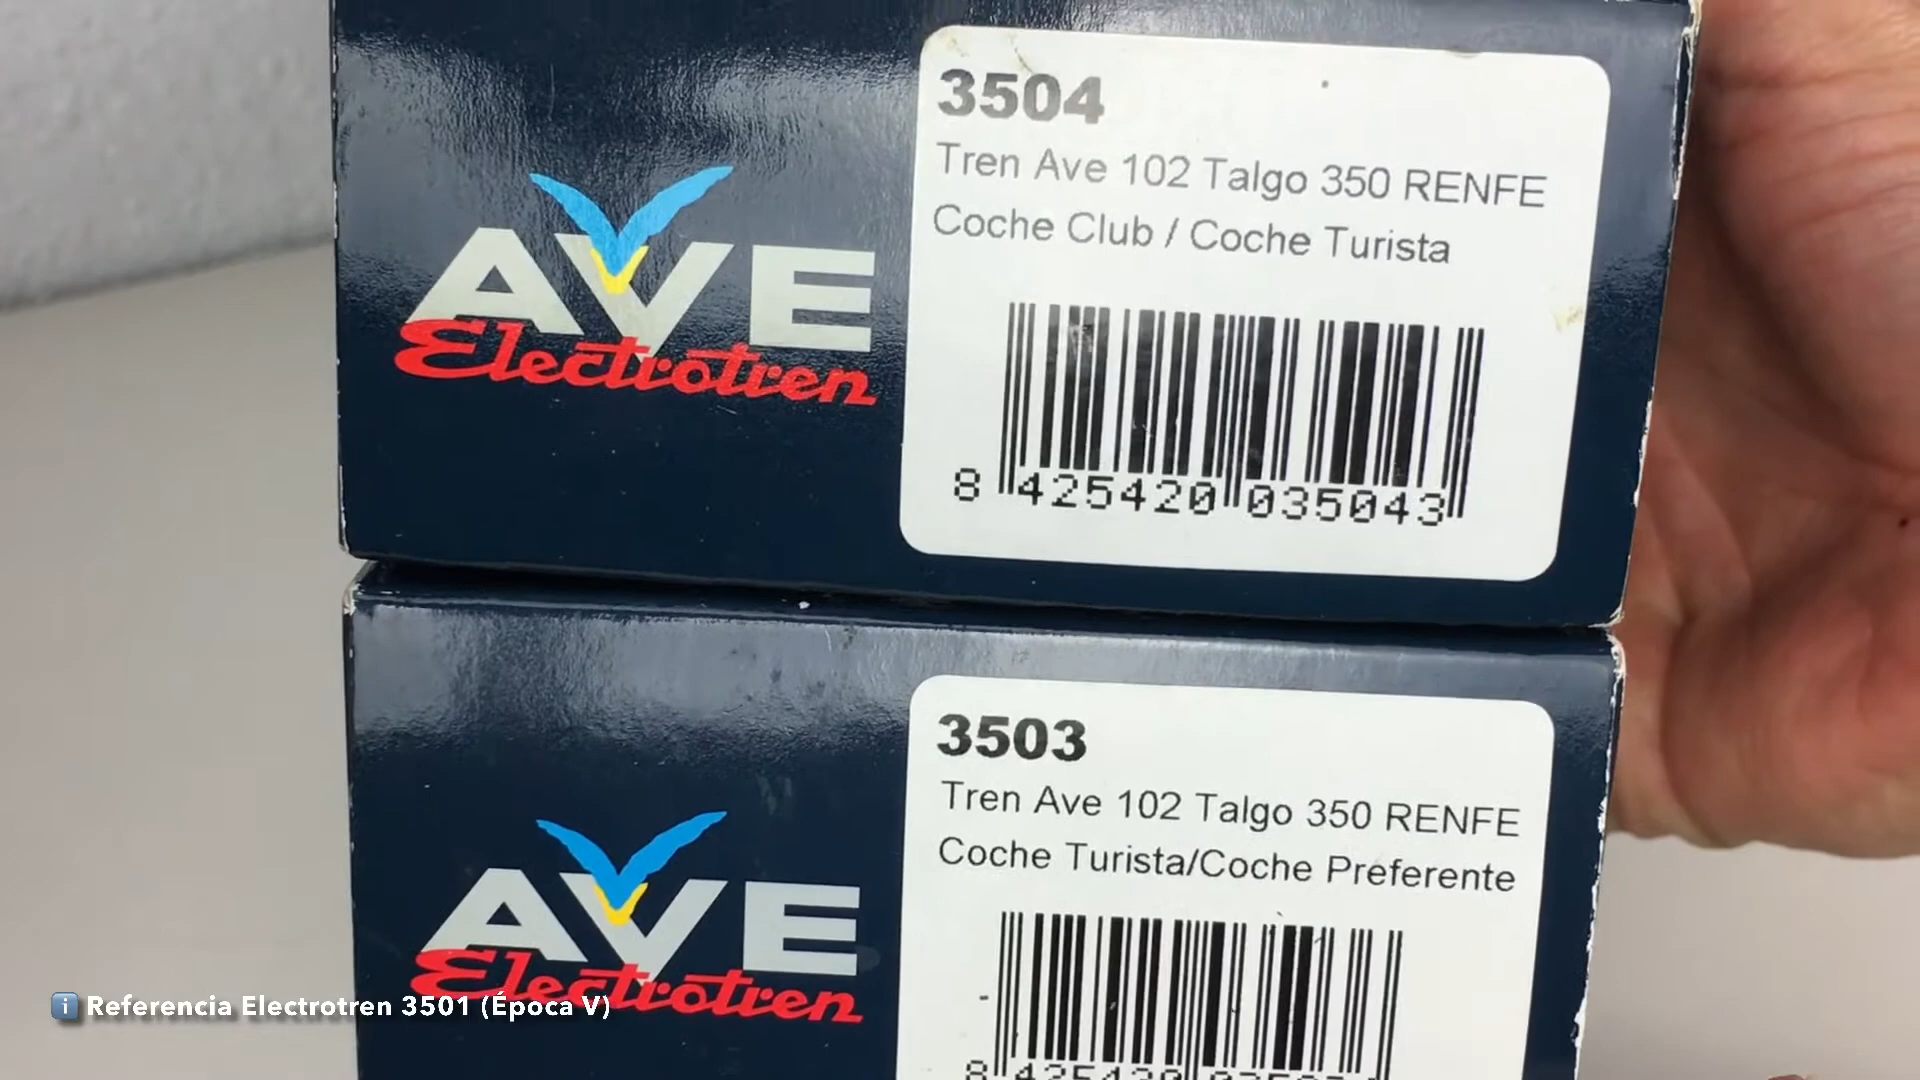 3504
Tren Ave 102 Talgo 350 RENFE
Coche Club / Coche Turista
AVE
Electrotren
8 425420 035043
3503
Tren Ave 102 Talgo 350 RENFE
Coche Turista/Coche Preferente
AVE
Electrotren
Referencia Electrotren 3501 (Época V)